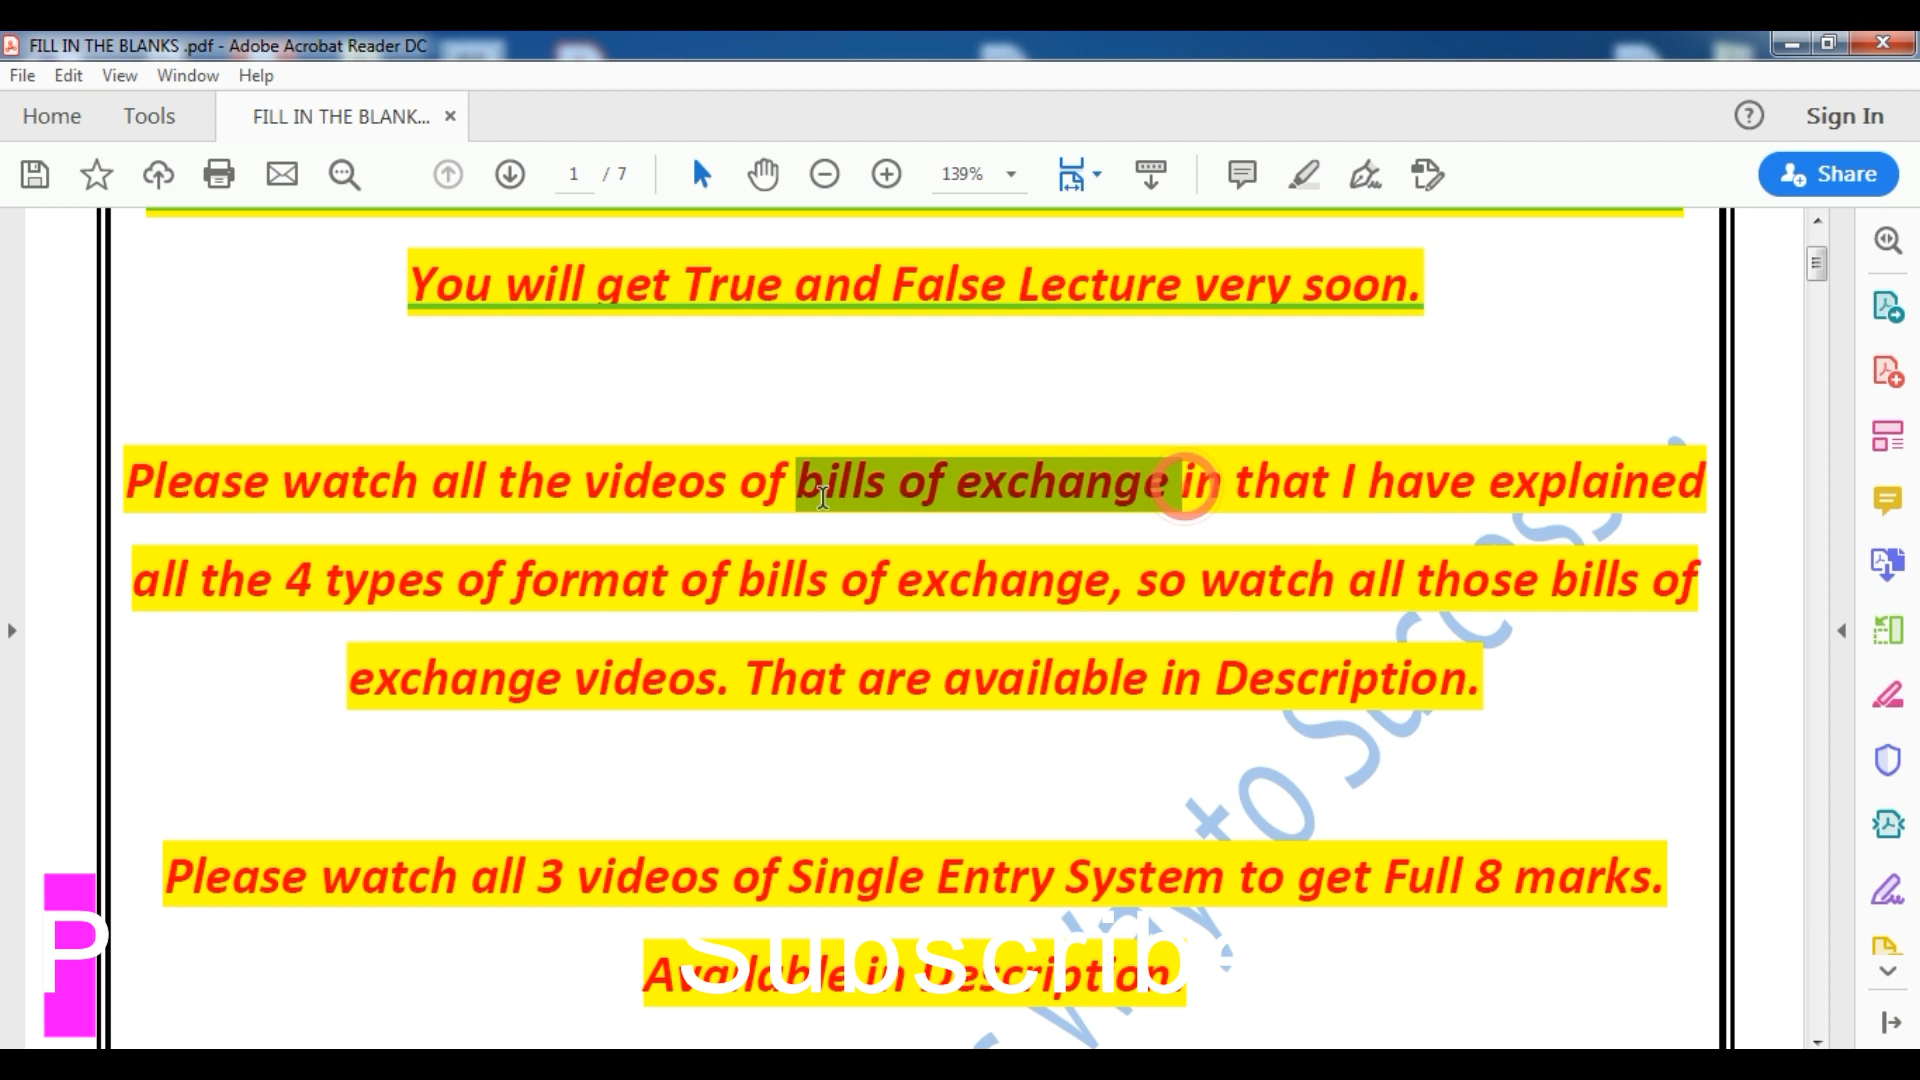 FILL IN THE BLANKS .pdf - Adobe Acrobat Reader DC
File Edit View Window Help
Home Tools FILL IN THE BLANK... × Sign In
1 / 7 139% Share
You will get True and False Lecture very soon.
Please watch all the videos of bills of exchange in that I have explained
all the 4 types of format of bills of exchange, so watch all those bills of
exchange videos. That are available in Description.
Please watch all 3 videos of Single Entry System to get Full 8 marks.
Available in Description.
P